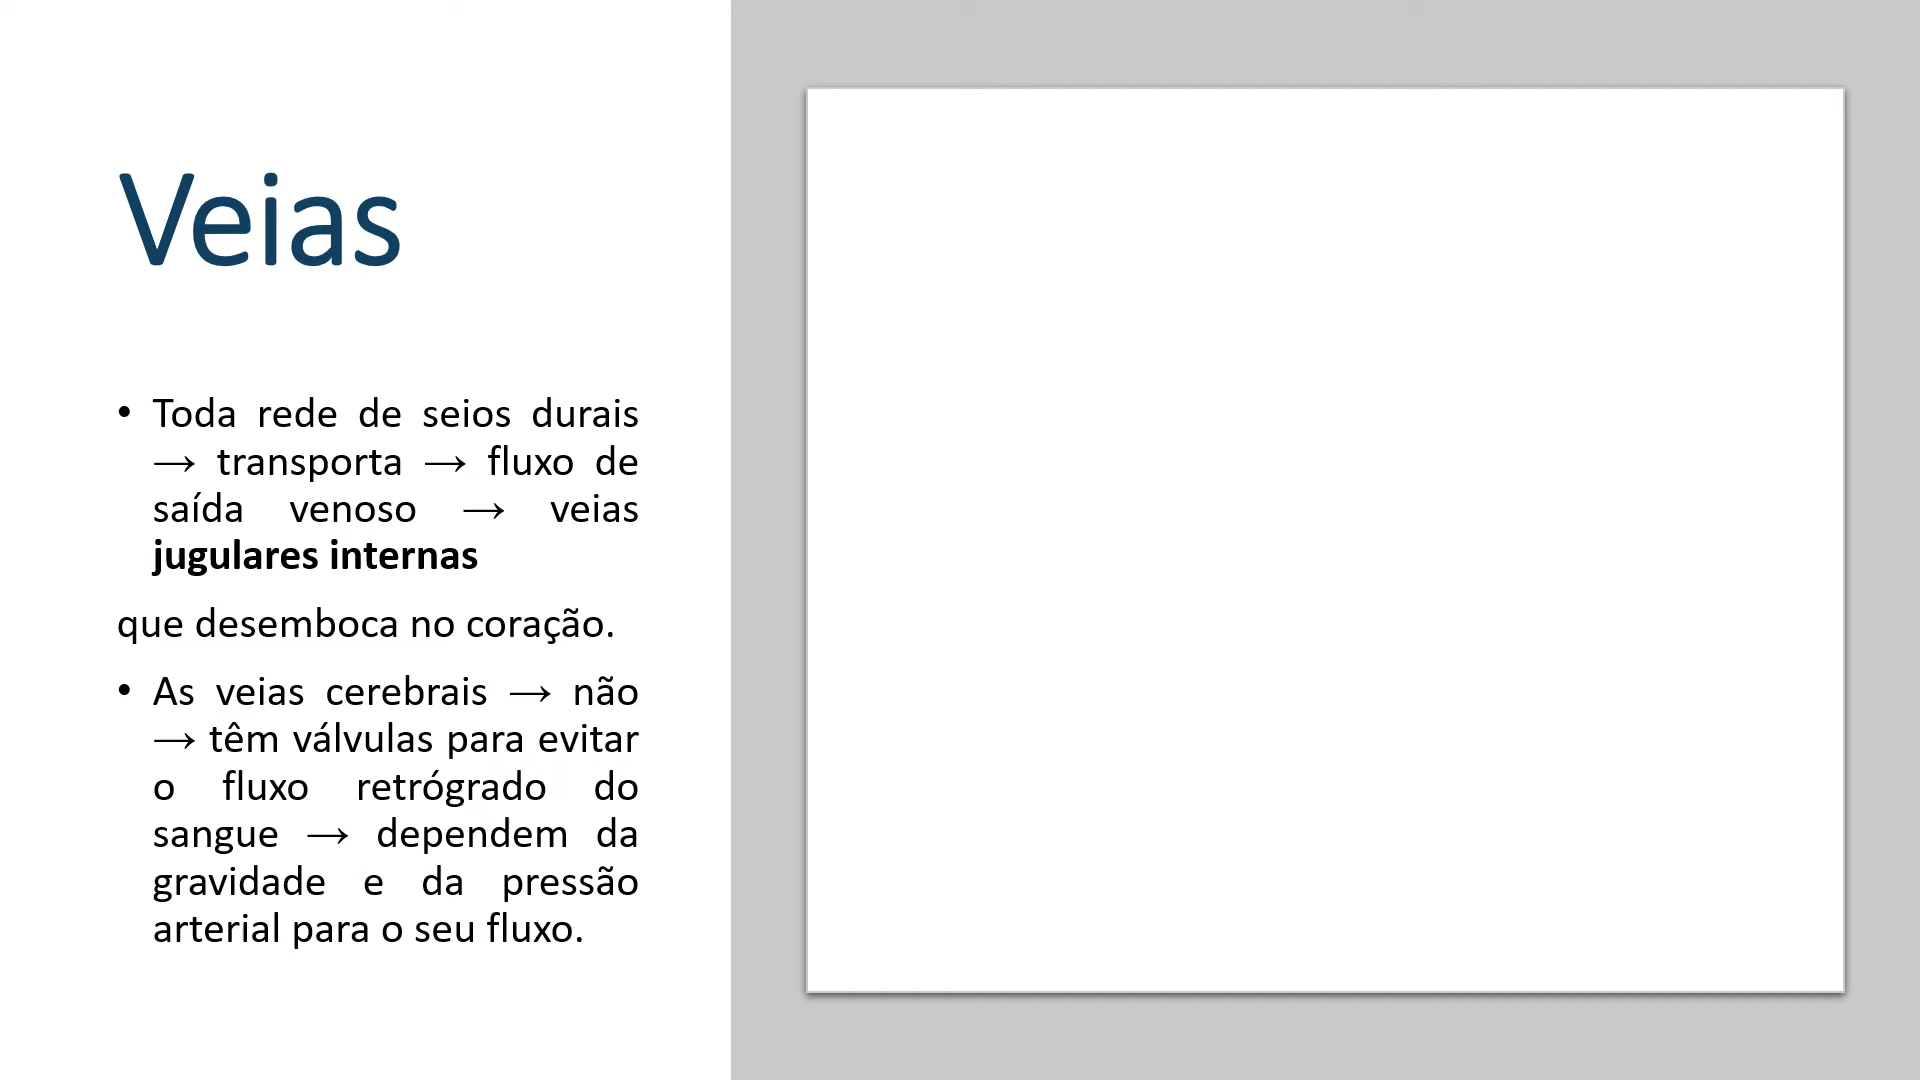 Veias
• Toda rede de seios durais
→ transporta → fluxo de
saída venoso → veias
jugulares internas
que desemboca no coração.
• As veias cerebrais → não
→ têm válvulas para evitar
o fluxo retrógrado do
sangue → dependem da
gravidade e da pressão
arterial para o seu fluxo.